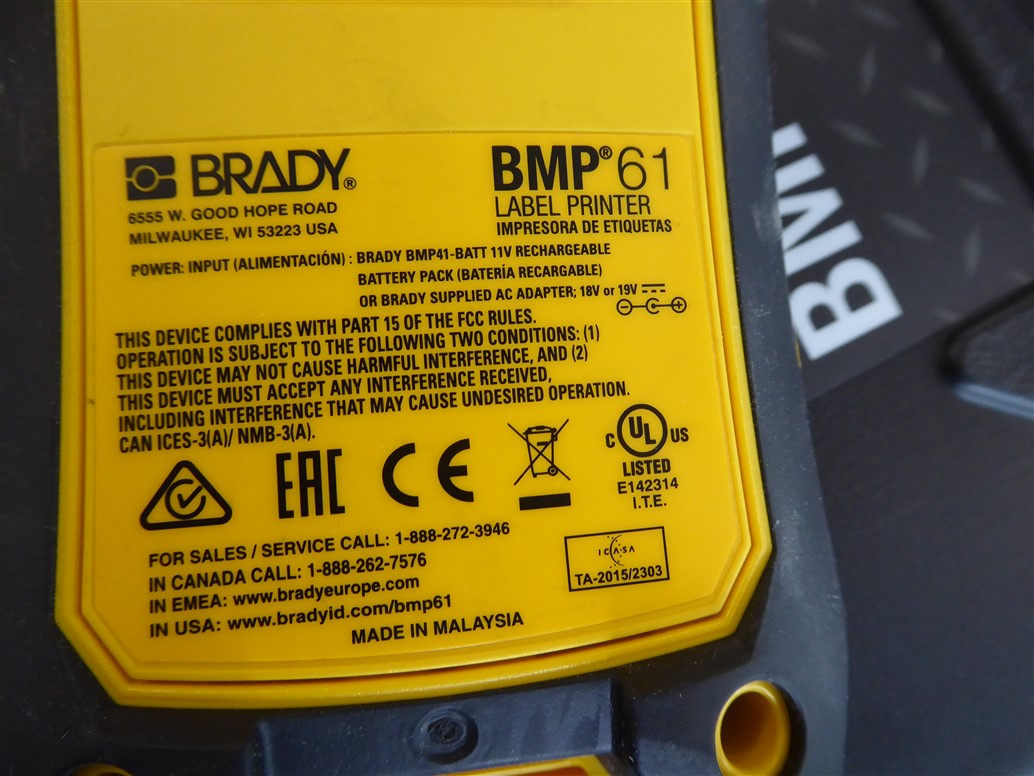 BRADY®
6555 W. GOOD HOPE ROAD
MILWAUKEE, WI 53223 USA
BMP® 61
LABEL PRINTER
IMPRESORA DE ETIQUETAS
POWER: INPUT (ALIMENTACIÓN) : BRADY BMP41-BATT 11V RECHARGEABLE
BATTERY PACK (BATERÍA RECARGABLE)
OR BRADY SUPPLIED AC ADAPTER; 18V or 19V
THIS DEVICE COMPLIES WITH PART 15 OF THE FCC RULES.
OPERATION IS SUBJECT TO THE FOLLOWING TWO CONDITIONS: (1)
THIS DEVICE MAY NOT CAUSE HARMFUL INTERFERENCE, AND (2)
THIS DEVICE MUST ACCEPT ANY INTERFERENCE RECEIVED,
INCLUDING INTERFERENCE THAT MAY CAUSE UNDESIRED OPERATION.
CAN ICES-3(A)/ NMB-3(A).
EAC CE
C UL US
LISTED
E142314
I.T.E.
FOR SALES / SERVICE CALL: 1-888-272-3946
IN CANADA CALL: 1-888-262-7576
IN EMEA: www.bradyeurope.com
IN USA: www.bradyid.com/bmp61
MADE IN MALAYSIA
ICASA
TA-2015/2303